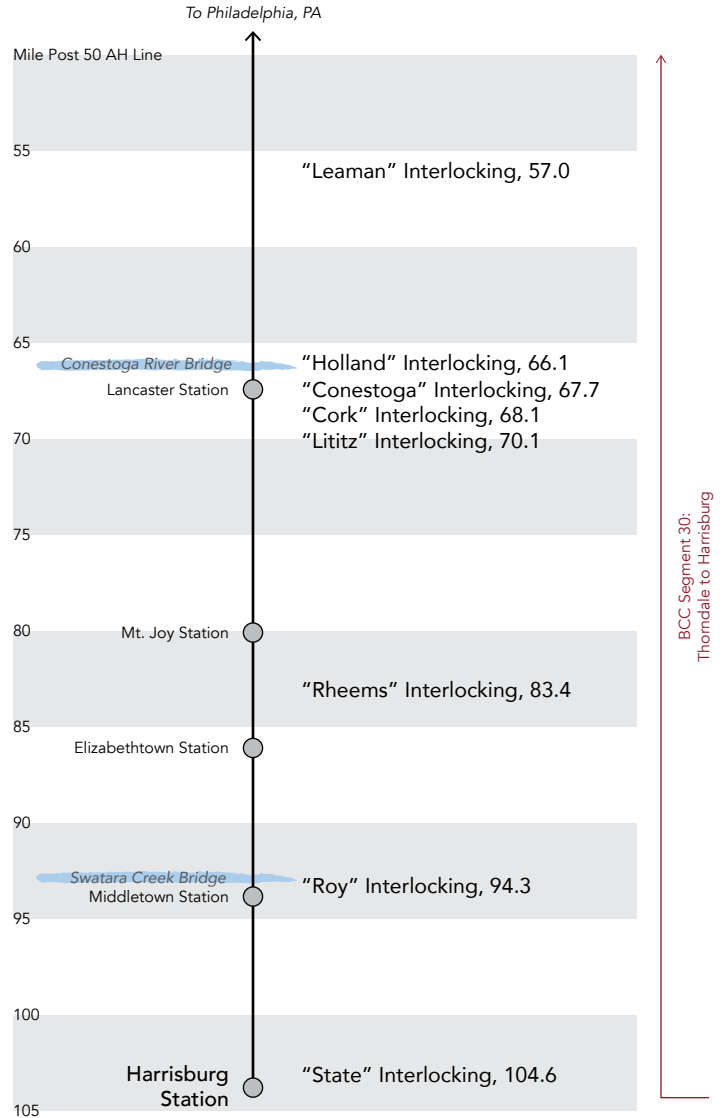 To Philadelphia, PA
Mile Post 50 AH Line
55
“Leaman” Interlocking, 57.0
60
65
Conestoga River Bridge
“Holland” Interlocking, 66.1
Lancaster Station
“Conestoga” Interlocking, 67.7
“Cork” Interlocking, 68.1
“Lititz” Interlocking, 70.1
70
75
80
Mt. Joy Station
“Rheems” Interlocking, 83.4
85
Elizabethtown Station
90
Swatara Creek Bridge
“Roy” Interlocking, 94.3
Middletown Station
95
100
Harrisburg
Station
“State” Interlocking, 104.6
105
BCC Segment 30:
Thorndale to Harrisburg